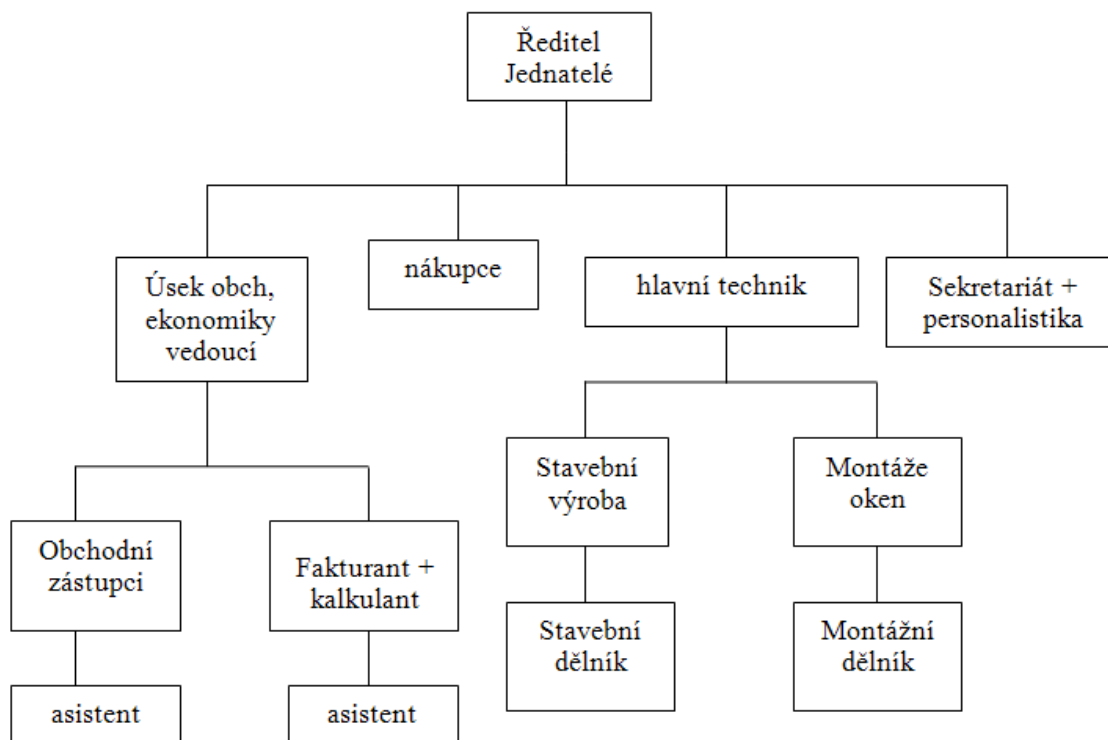 Ředitel
Jednatelé
Úsek obch,
ekonomiky
vedoucí
nákupce
hlavní technik
Sekretariát +
personalistika
Stavební
výroba
Montáže
oken
Obchodní
zástupci
Fakturant +
kalkulant
Stavební
dělník
Montážní
dělník
asistent
asistent